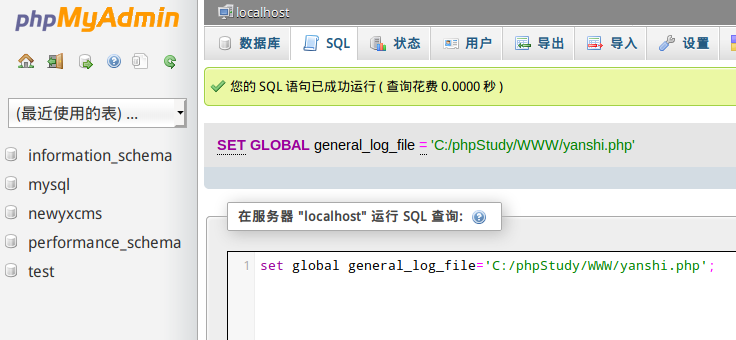 phpMyAdmin
(最近使用的表) ...
information_schema
mysql
newyxcms
performance_schema
test
localhost
数据库 SQL 状态 用户 导出 导入 设置
您的 SQL 语句已成功运行 ( 查询花费 0.0000 秒 )
SET GLOBAL general_log_file = 'C:/phpStudy/WWW/yanshi.php'
在服务器 "localhost" 运行 SQL 查询:
1 set global general_log_file='C:/phpStudy/WWW/yanshi.php';